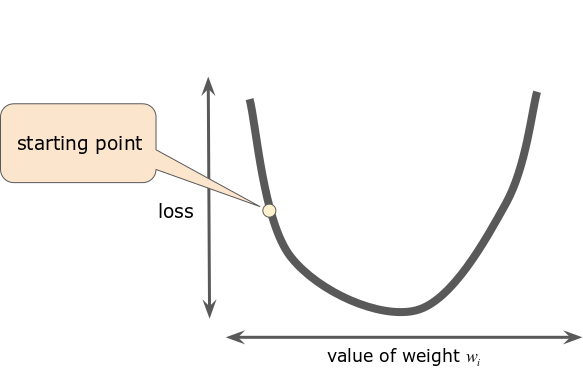 starting point
loss
value of weight wᵢ